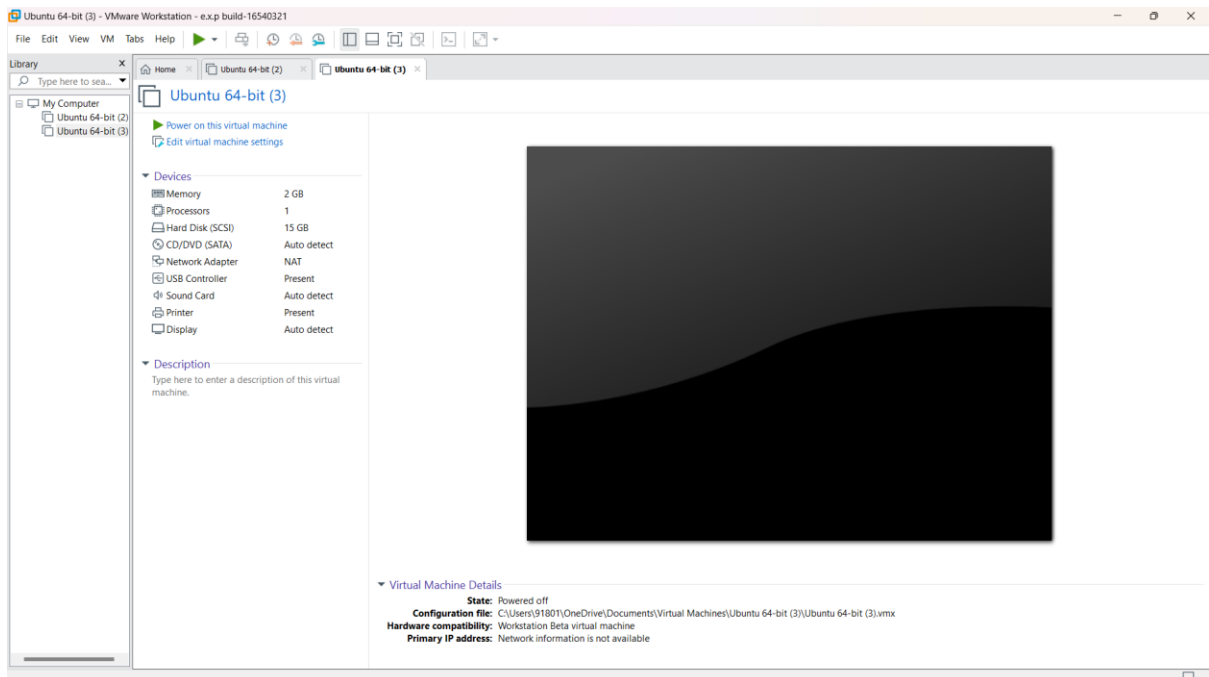 Ubuntu 64-bit (3) - VMware Workstation - e.x.p build-16540321
File Edit View VM Tabs Help
Library X
Type here to sea...
My Computer
Ubuntu 64-bit (2)
Ubuntu 64-bit (3)
Home
Ubuntu 64-bit (2)
Ubuntu 64-bit (3)
Ubuntu 64-bit (3)
Power on this virtual machine
Edit virtual machine settings
Devices
Memory 2 GB
Processors 1
Hard Disk (SCSI) 15 GB
CD/DVD (SATA) Auto detect
Network Adapter NAT
USB Controller Present
Sound Card Auto detect
Printer Present
Display Auto detect
Description
Type here to enter a description of this virtual
machine.
Virtual Machine Details
State: Powered off
Configuration file: C:\Users\91801\OneDrive\Documents\Virtual Machines\Ubuntu 64-bit (3)\Ubuntu 64-bit (3).vmx
Hardware compatibility: Workstation Beta virtual machine
Primary IP address: Network information is not available